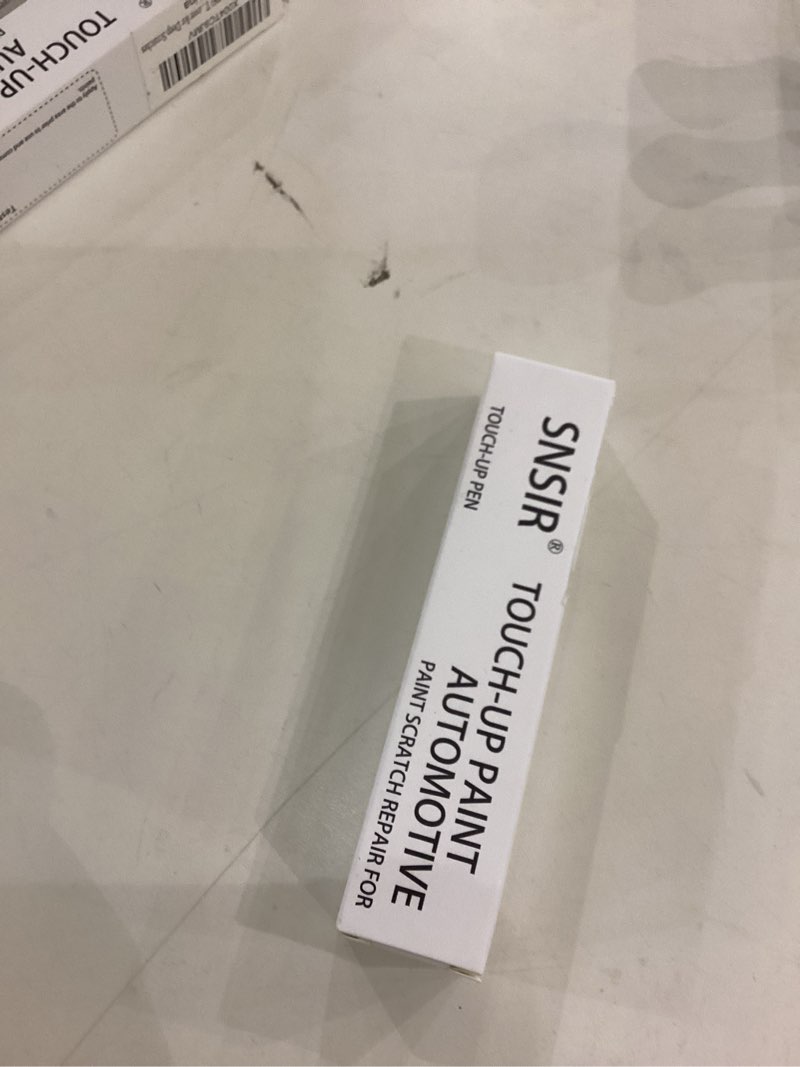 SNSIR®
TOUCH-UP PEN
TOUCH-UP PAINT
AUTOMOTIVE
PAINT SCRATCH REPAIR FOR
TOUCH-UP
®